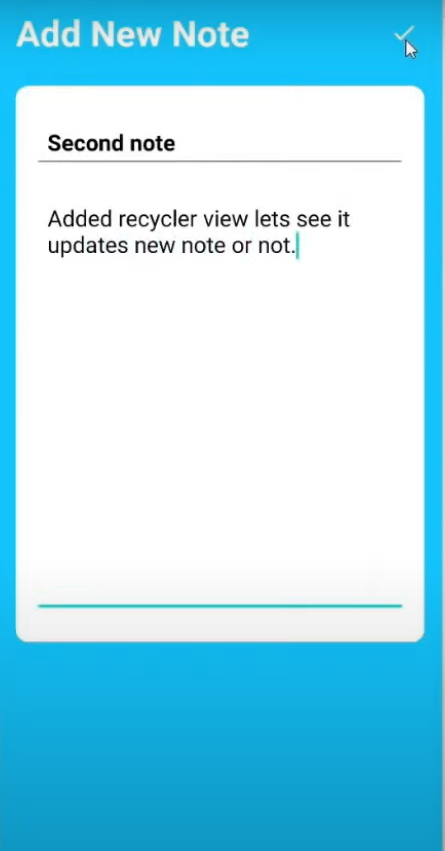 Add New Note
Second note
Added recycler view lets see it
updates new note or not.